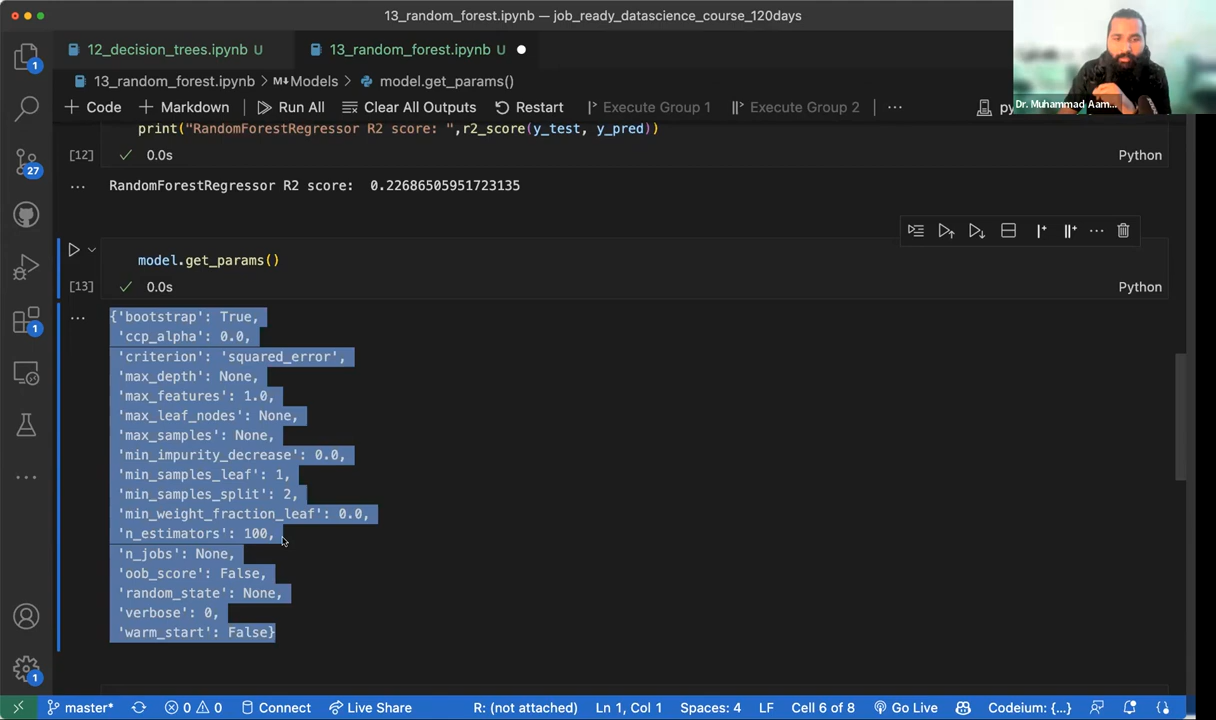 13_random_forest.ipynb — job_ready_datascience_course_120days
12_decision_trees.ipynb U
13_random_forest.ipynb U
13_random_forest.ipynb > M↓Models > model.get_params()
+ Code + Markdown Run All Clear All Outputs Restart Execute Group 1 Execute Group 2 ...
Dr. Muhammad Aam...
print("RandomForestRegressor R2 score: ",r2_score(y_test, y_pred))
[12] 0.0s Python
RandomForestRegressor R2 score:  0.22686505951723135
model.get_params()
[13] 0.0s Python
{'bootstrap': True,
'ccp_alpha': 0.0,
'criterion': 'squared_error',
'max_depth': None,
'max_features': 1.0,
'max_leaf_nodes': None,
'max_samples': None,
'min_impurity_decrease': 0.0,
'min_samples_leaf': 1,
'min_samples_split': 2,
'min_weight_fraction_leaf': 0.0,
'n_estimators': 100,
'n_jobs': None,
'oob_score': False,
'random_state': None,
'verbose': 0,
'warm_start': False}
1
27
1
1
master* 0 0 Connect Live Share R: (not attached) Ln 1, Col 1 Spaces: 4 LF Cell 6 of 8 Go Live Codeium: {...}